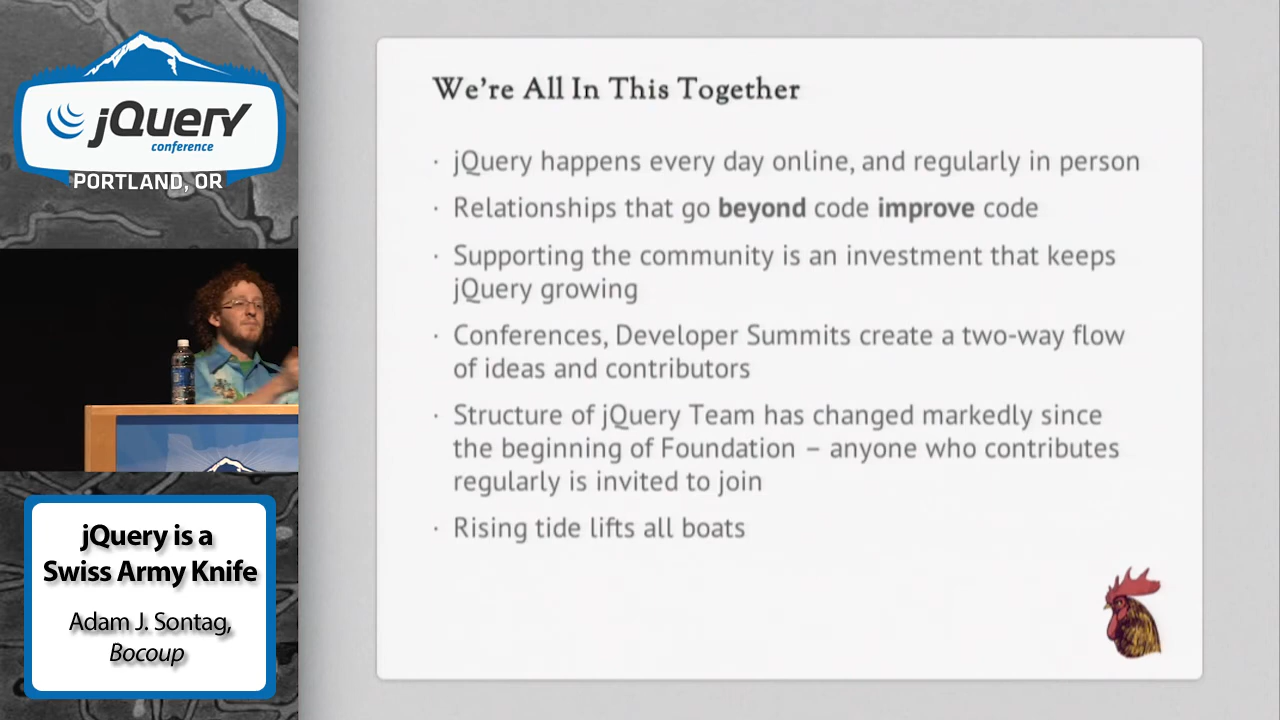 jQuery
conference
PORTLAND, OR
jQuery is a
Swiss Army Knife
Adam J. Sontag,
Bocoup
We're All In This Together
· jQuery happens every day online, and regularly in person
· Relationships that go beyond code improve code
· Supporting the community is an investment that keeps
jQuery growing
· Conferences, Developer Summits create a two-way flow
of ideas and contributors
· Structure of jQuery Team has changed markedly since
the beginning of Foundation – anyone who contributes
regularly is invited to join
· Rising tide lifts all boats